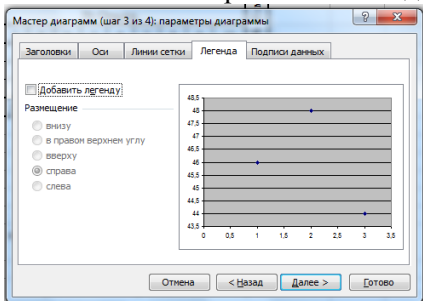 Мастер диаграмм (шаг 3 из 4): параметры диаграммы
Заголовки Оси Линии сетки Легенда Подписи данных
Добавить легенду
Размещение
внизу
в правом верхнем углу
вверху
справа
слева
48,5
48
47,5
47
46,5
46
45,5
45
44,5
44
43,5
0 0,5 1 1,5 2 2,5 3 3,5
Отмена < Назад Далее > Готово